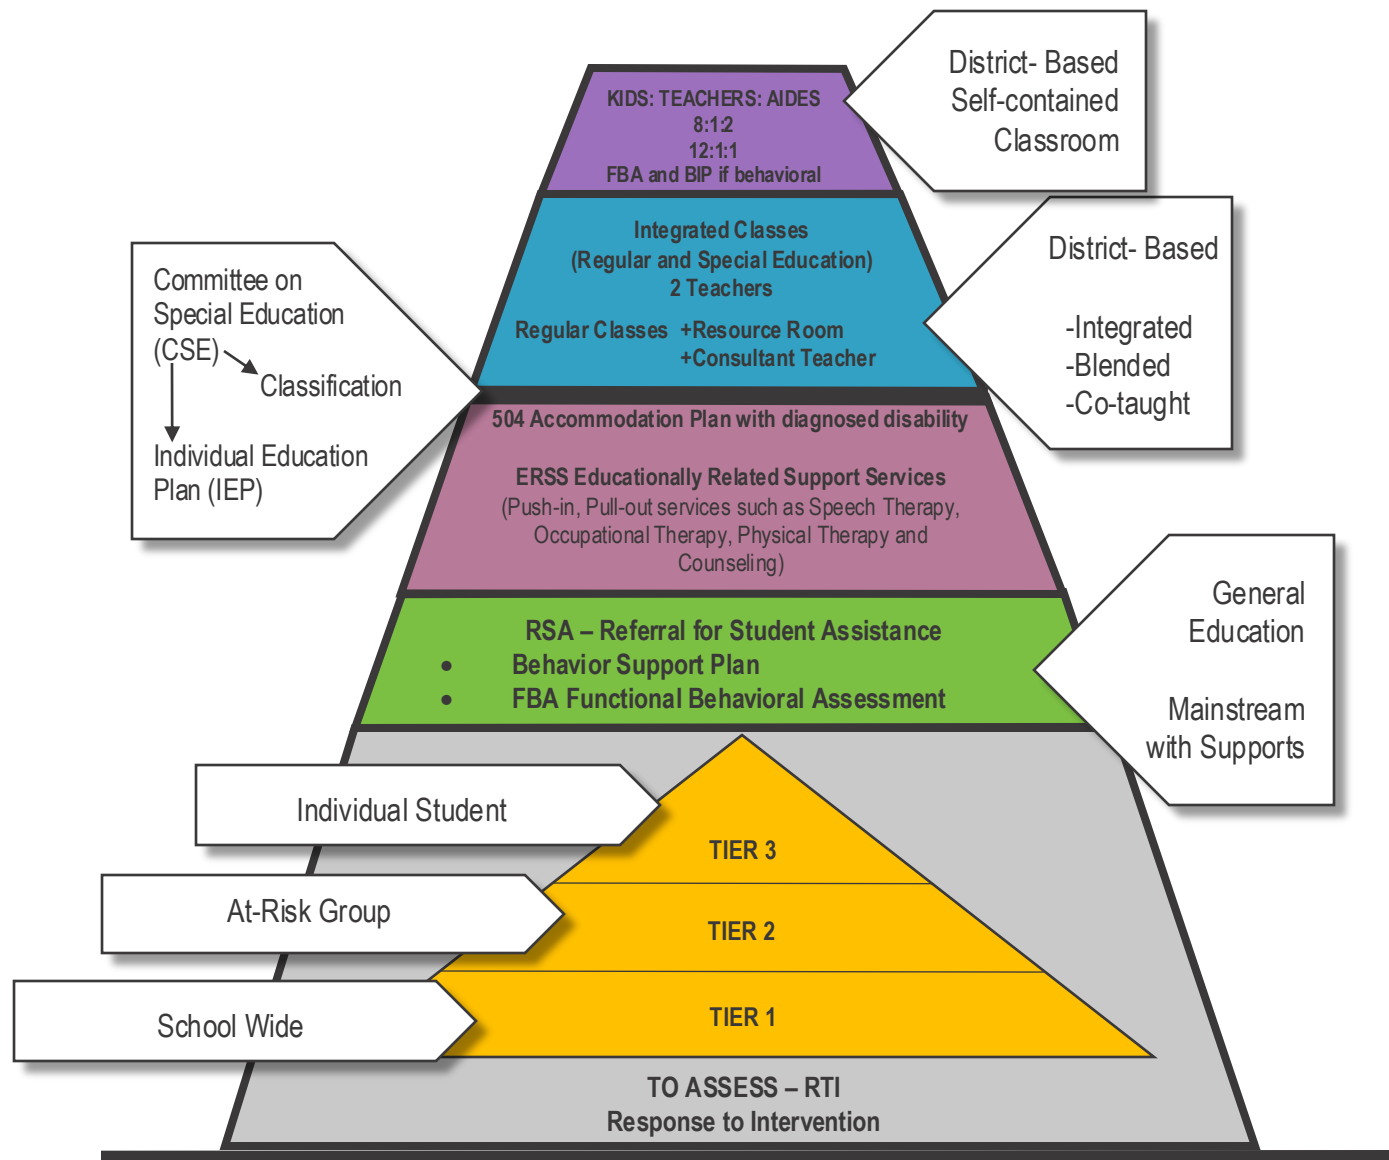 KIDS: TEACHERS: AIDES
8:1:2
12:1:1
FBA and BIP if behavioral
District- Based
Self-contained
Classroom
Integrated Classes
(Regular and Special Education)
2 Teachers
Regular Classes +Resource Room
+Consultant Teacher
District- Based
-Integrated
-Blended
-Co-taught
Committee on
Special Education
(CSE)
Classification
Individual Education
Plan (IEP)
504 Accommodation Plan with diagnosed disability
ERSS Educationally Related Support Services
(Push-in, Pull-out services such as Speech Therapy,
Occupational Therapy, Physical Therapy and
Counseling)
RSA – Referral for Student Assistance
• Behavior Support Plan
• FBA Functional Behavioral Assessment
General
Education
Mainstream
with Supports
Individual Student
TIER 3
At-Risk Group
TIER 2
School Wide
TIER 1
TO ASSESS – RTI
Response to Intervention